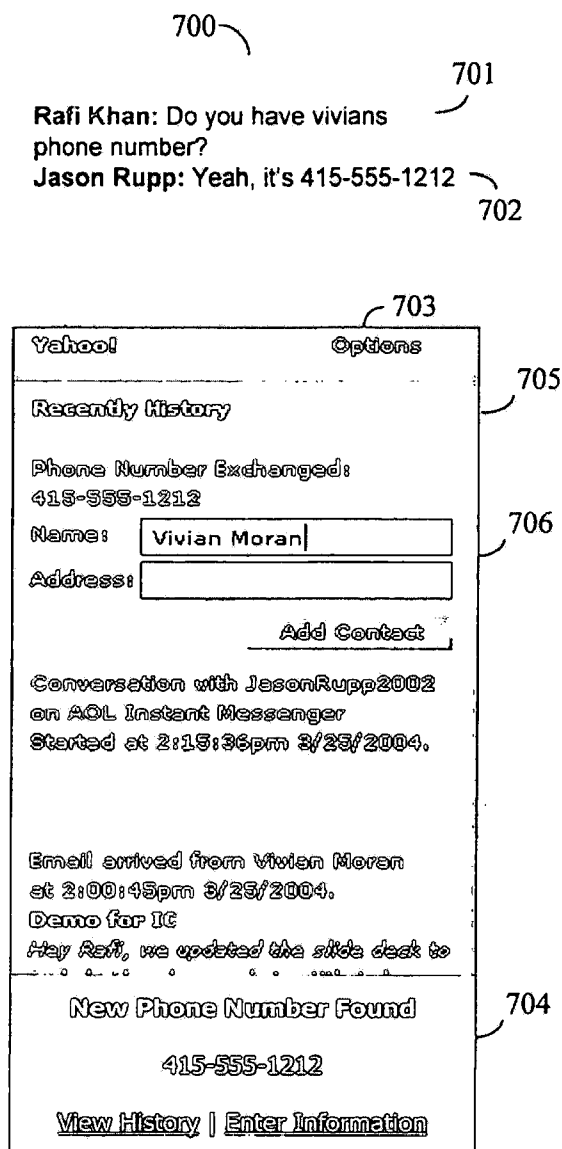 700
701
Rafi Khan: Do you have vivians
phone number?
Jason Rupp: Yeah, it's 415-555-1212
702
703
Yahoo! Options
705
Recently History
Phone Number Exchanged:
415-555-1212
706
Name: Vivian Moran
Address:
Add Contact
Conversation with JasonRupp2002
on AOL Instant Messenger
Started at 2:15:36pm 3/25/2004.
Email arrived from Vivian Moran
at 2:00:45pm 3/25/2004.
Demo for IC
Hey Rafi, we updated the slide deck to
704
New Phone Number Found
415-555-1212
View History | Enter Information